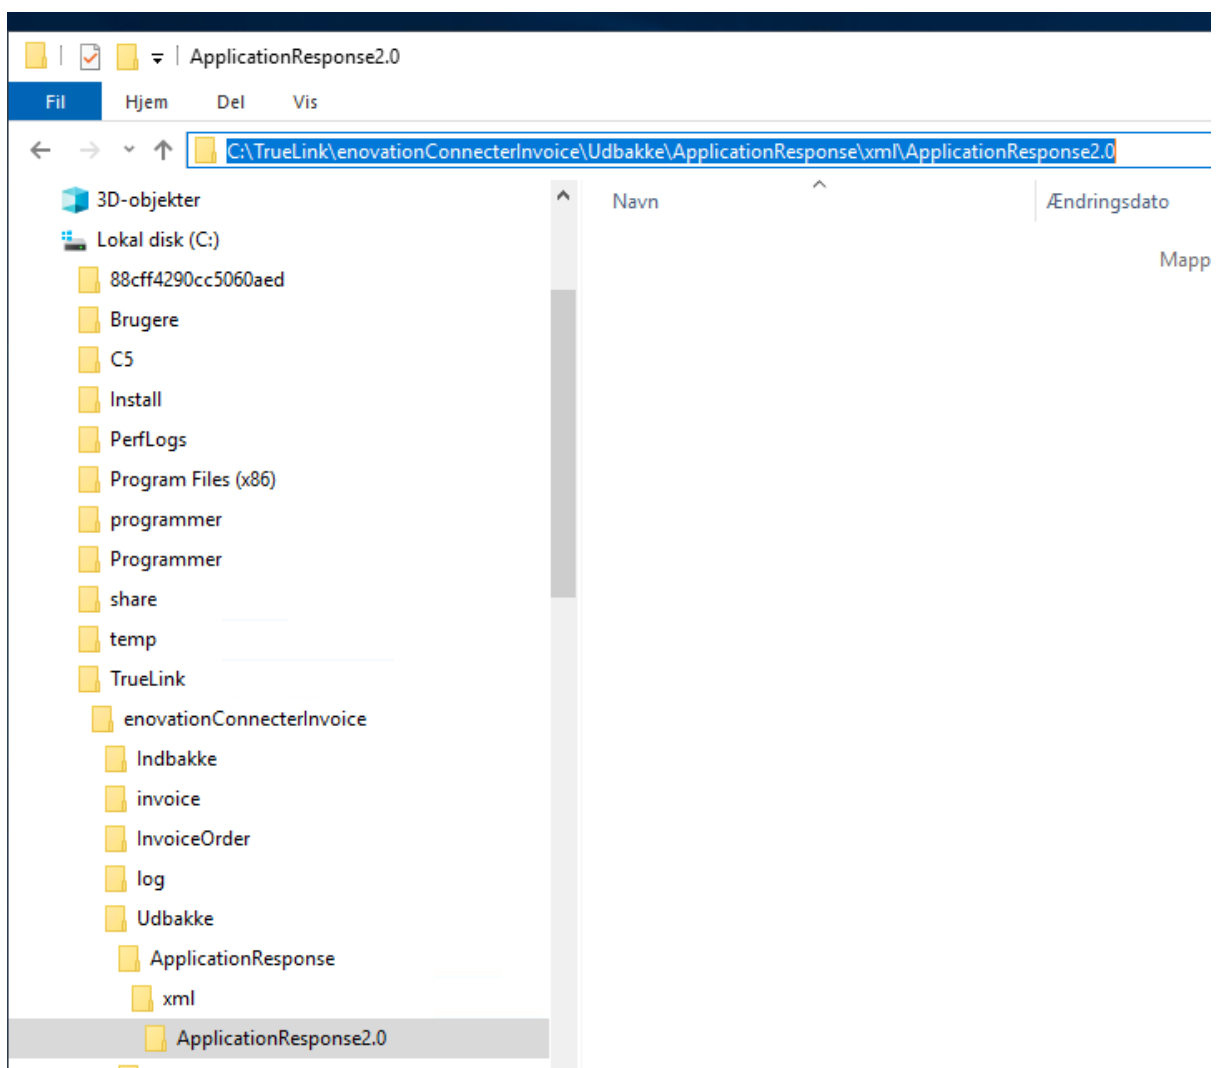 ApplicationResponse2.0
Fil Hjem Del Vis
C:\TrueLink\enovationConnecterInvoice\Udbakke\ApplicationResponse\xml\ApplicationResponse2.0
Navn Ændringsdato
Mapp
3D-objekter
Lokal disk (C:)
88cff4290cc5060aed
Brugere
C5
Install
PerfLogs
Program Files (x86)
programmer
Programmer
share
temp
TrueLink
enovationConnecterInvoice
Indbakke
invoice
InvoiceOrder
log
Udbakke
ApplicationResponse
xml
ApplicationResponse2.0